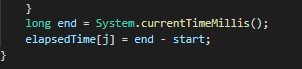 }
long end = System.currentTimeMillis();
elapsedTime[j] = end - start;
}